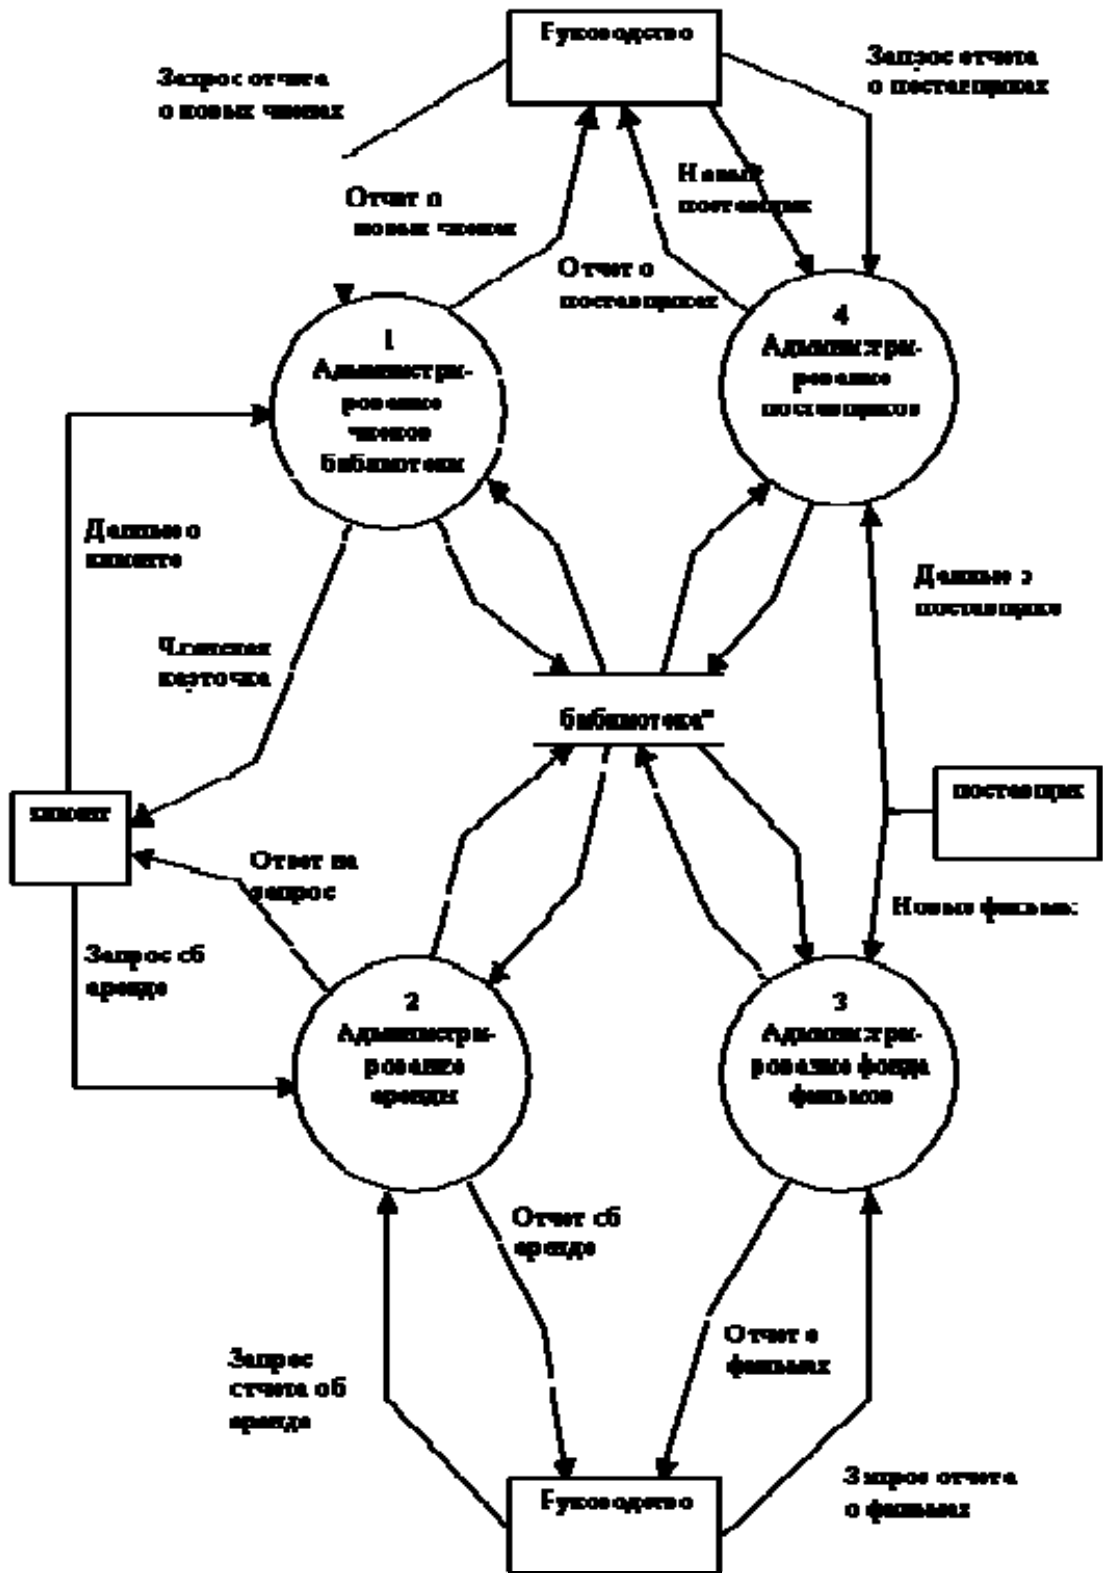 Руководство
Запрос отчета
о новых членах
Запрос отчета
о поставщиках
Отчет о
новых членах
Новый
поставщик
Отчет о
поставщиках
1
Администри-
рование
членов
библиотеки
4
Администри-
рование
поставщиков
Данные о
клиенте
Данные о
поставщике
Членская
карточка
библиотека"
клиент
поставщик
Ответ на
запрос
Новые фильмы
Запрос об
аренде
2
Администри-
рование
аренды
3
Администри-
рование фонда
фильмов
Отчет об
аренде
Отчет о
фильмах
Запрос
отчета об
аренде
Запрос отчета
о фильмах
Руководство